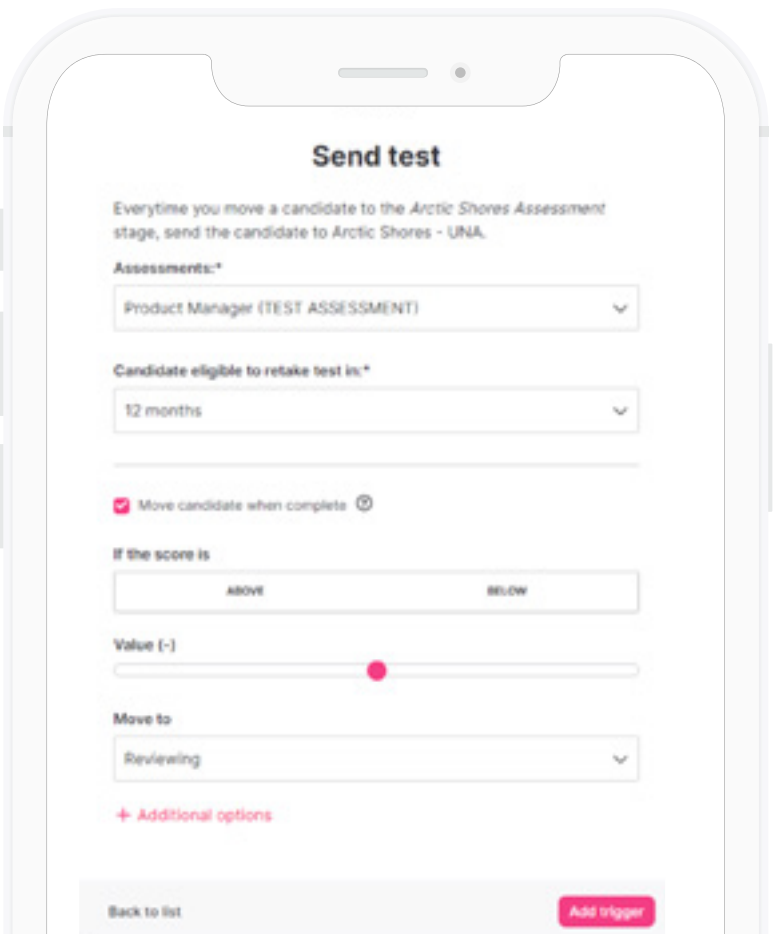 Send test
Everytime you move a candidate to the Arctic Shores Assessment
stage, send the candidate to Arctic Shores - UNA.
Assessments:*
Product Manager (TEST ASSESSMENT)
Candidate eligible to retake test in:*
12 months
Move candidate when complete ?
If the score is
ABOVE BELOW
Value (-)
Move to
Reviewing
+ Additional options
Back to list Add trigger